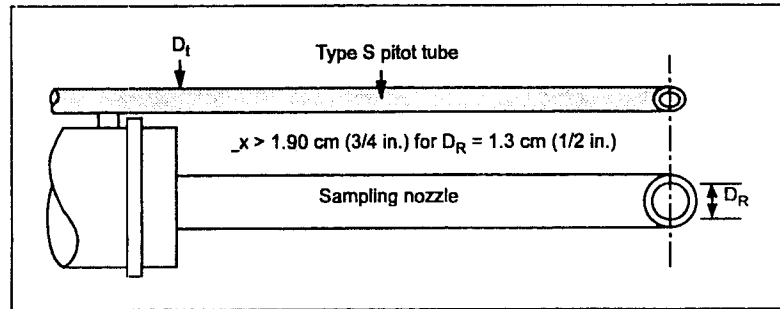 Dt
Type S pitot tube
_x > 1.90 cm (3/4 in.) for DR = 1.3 cm (1/2 in.)
Sampling nozzle
DR